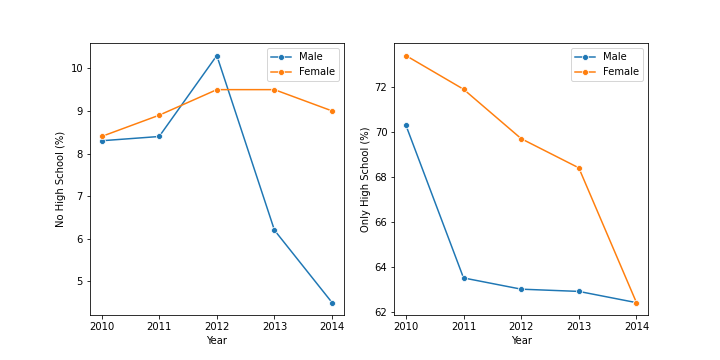 No High School (%)
10
9
8
7
6
5
2010 2011 2012 2013 2014
Year
Male
Female
Only High School (%)
72
70
68
66
64
62
2010 2011 2012 2013 2014
Year
Male
Female